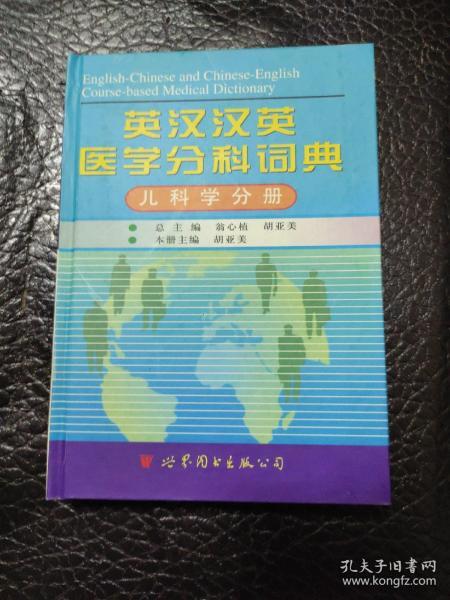 English-Chinese and Chinese-English
Course-based Medical Dictionary
英汉汉英
医学分科词典
儿科学分册
总主编 翁心植 胡亚美
本册主编 胡亚美
世界图书出版公司
孔夫子旧书网
www.kongfz.com